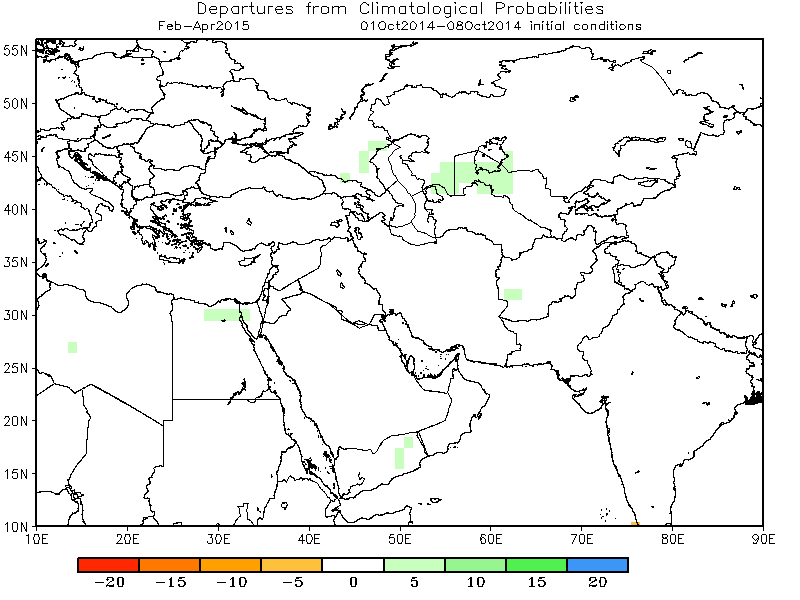 Departures from Climatological Probabilities
Feb-Apr2015 01Oct2014-08Oct2014 initial conditions
55N
50N
45N
40N
35N
30N
25N
20N
15N
10N
10E 20E 30E 40E 50E 60E 70E 80E 90E
-20 -15 -10 -5 0 5 10 15 20